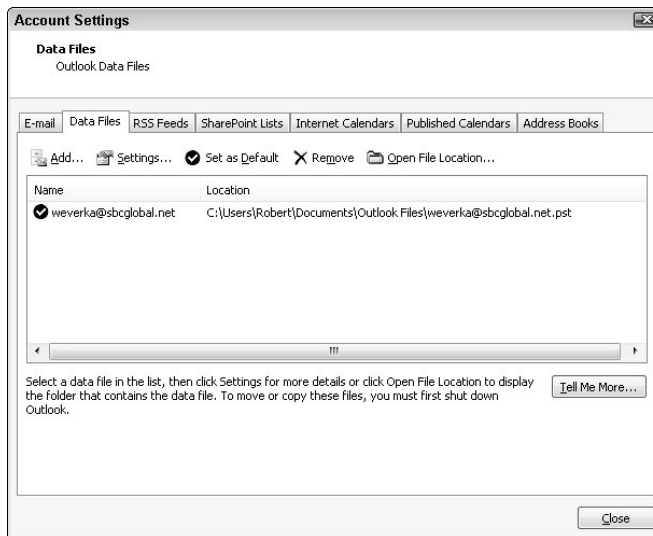 Account Settings
Data Files
Outlook Data Files
E-mail Data Files RSS Feeds SharePoint Lists Internet Calendars Published Calendars Address Books
Add... Settings... Set as Default Remove Open File Location...
Name Location
weverka@sbcglobal.net C:\Users\Robert\Documents\Outlook Files\weverka@sbcglobal.net.pst
Select a data file in the list, then click Settings for more details or click Open File Location to display
the folder that contains the data file. To move or copy these files, you must first shut down
Outlook.
Tell Me More...
Close